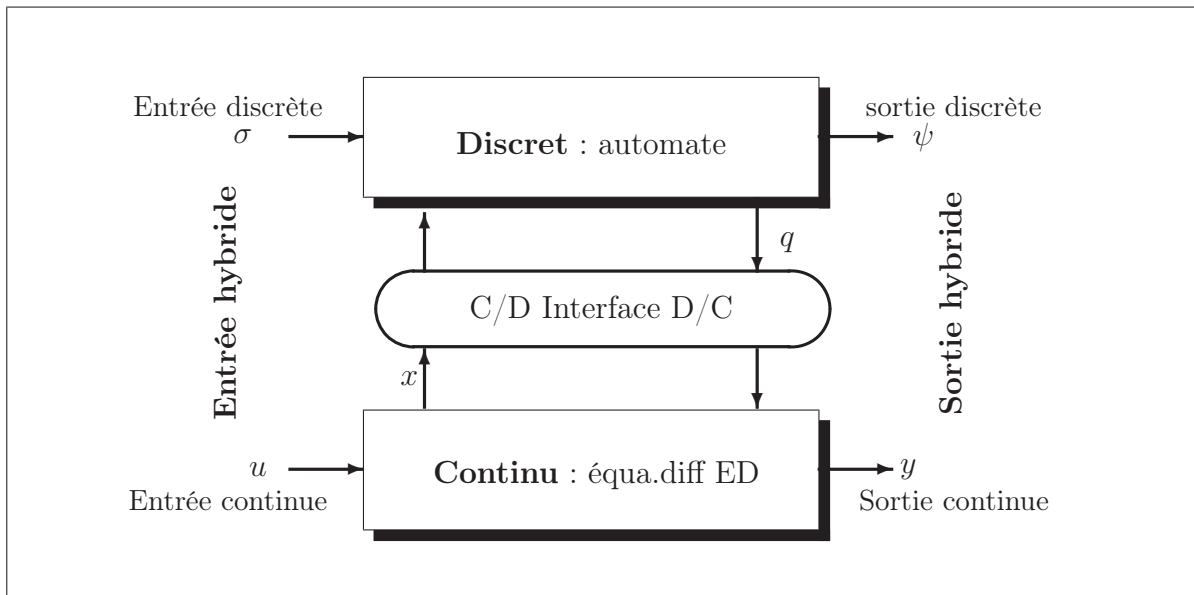 Entrée discrète
σ
Discret : automate
sortie discrète
ψ
Entrée hybride
q
Sortie hybride
C/D Interface D/C
x
u
Entrée continue
Continu : équa.diff ED
y
Sortie continue